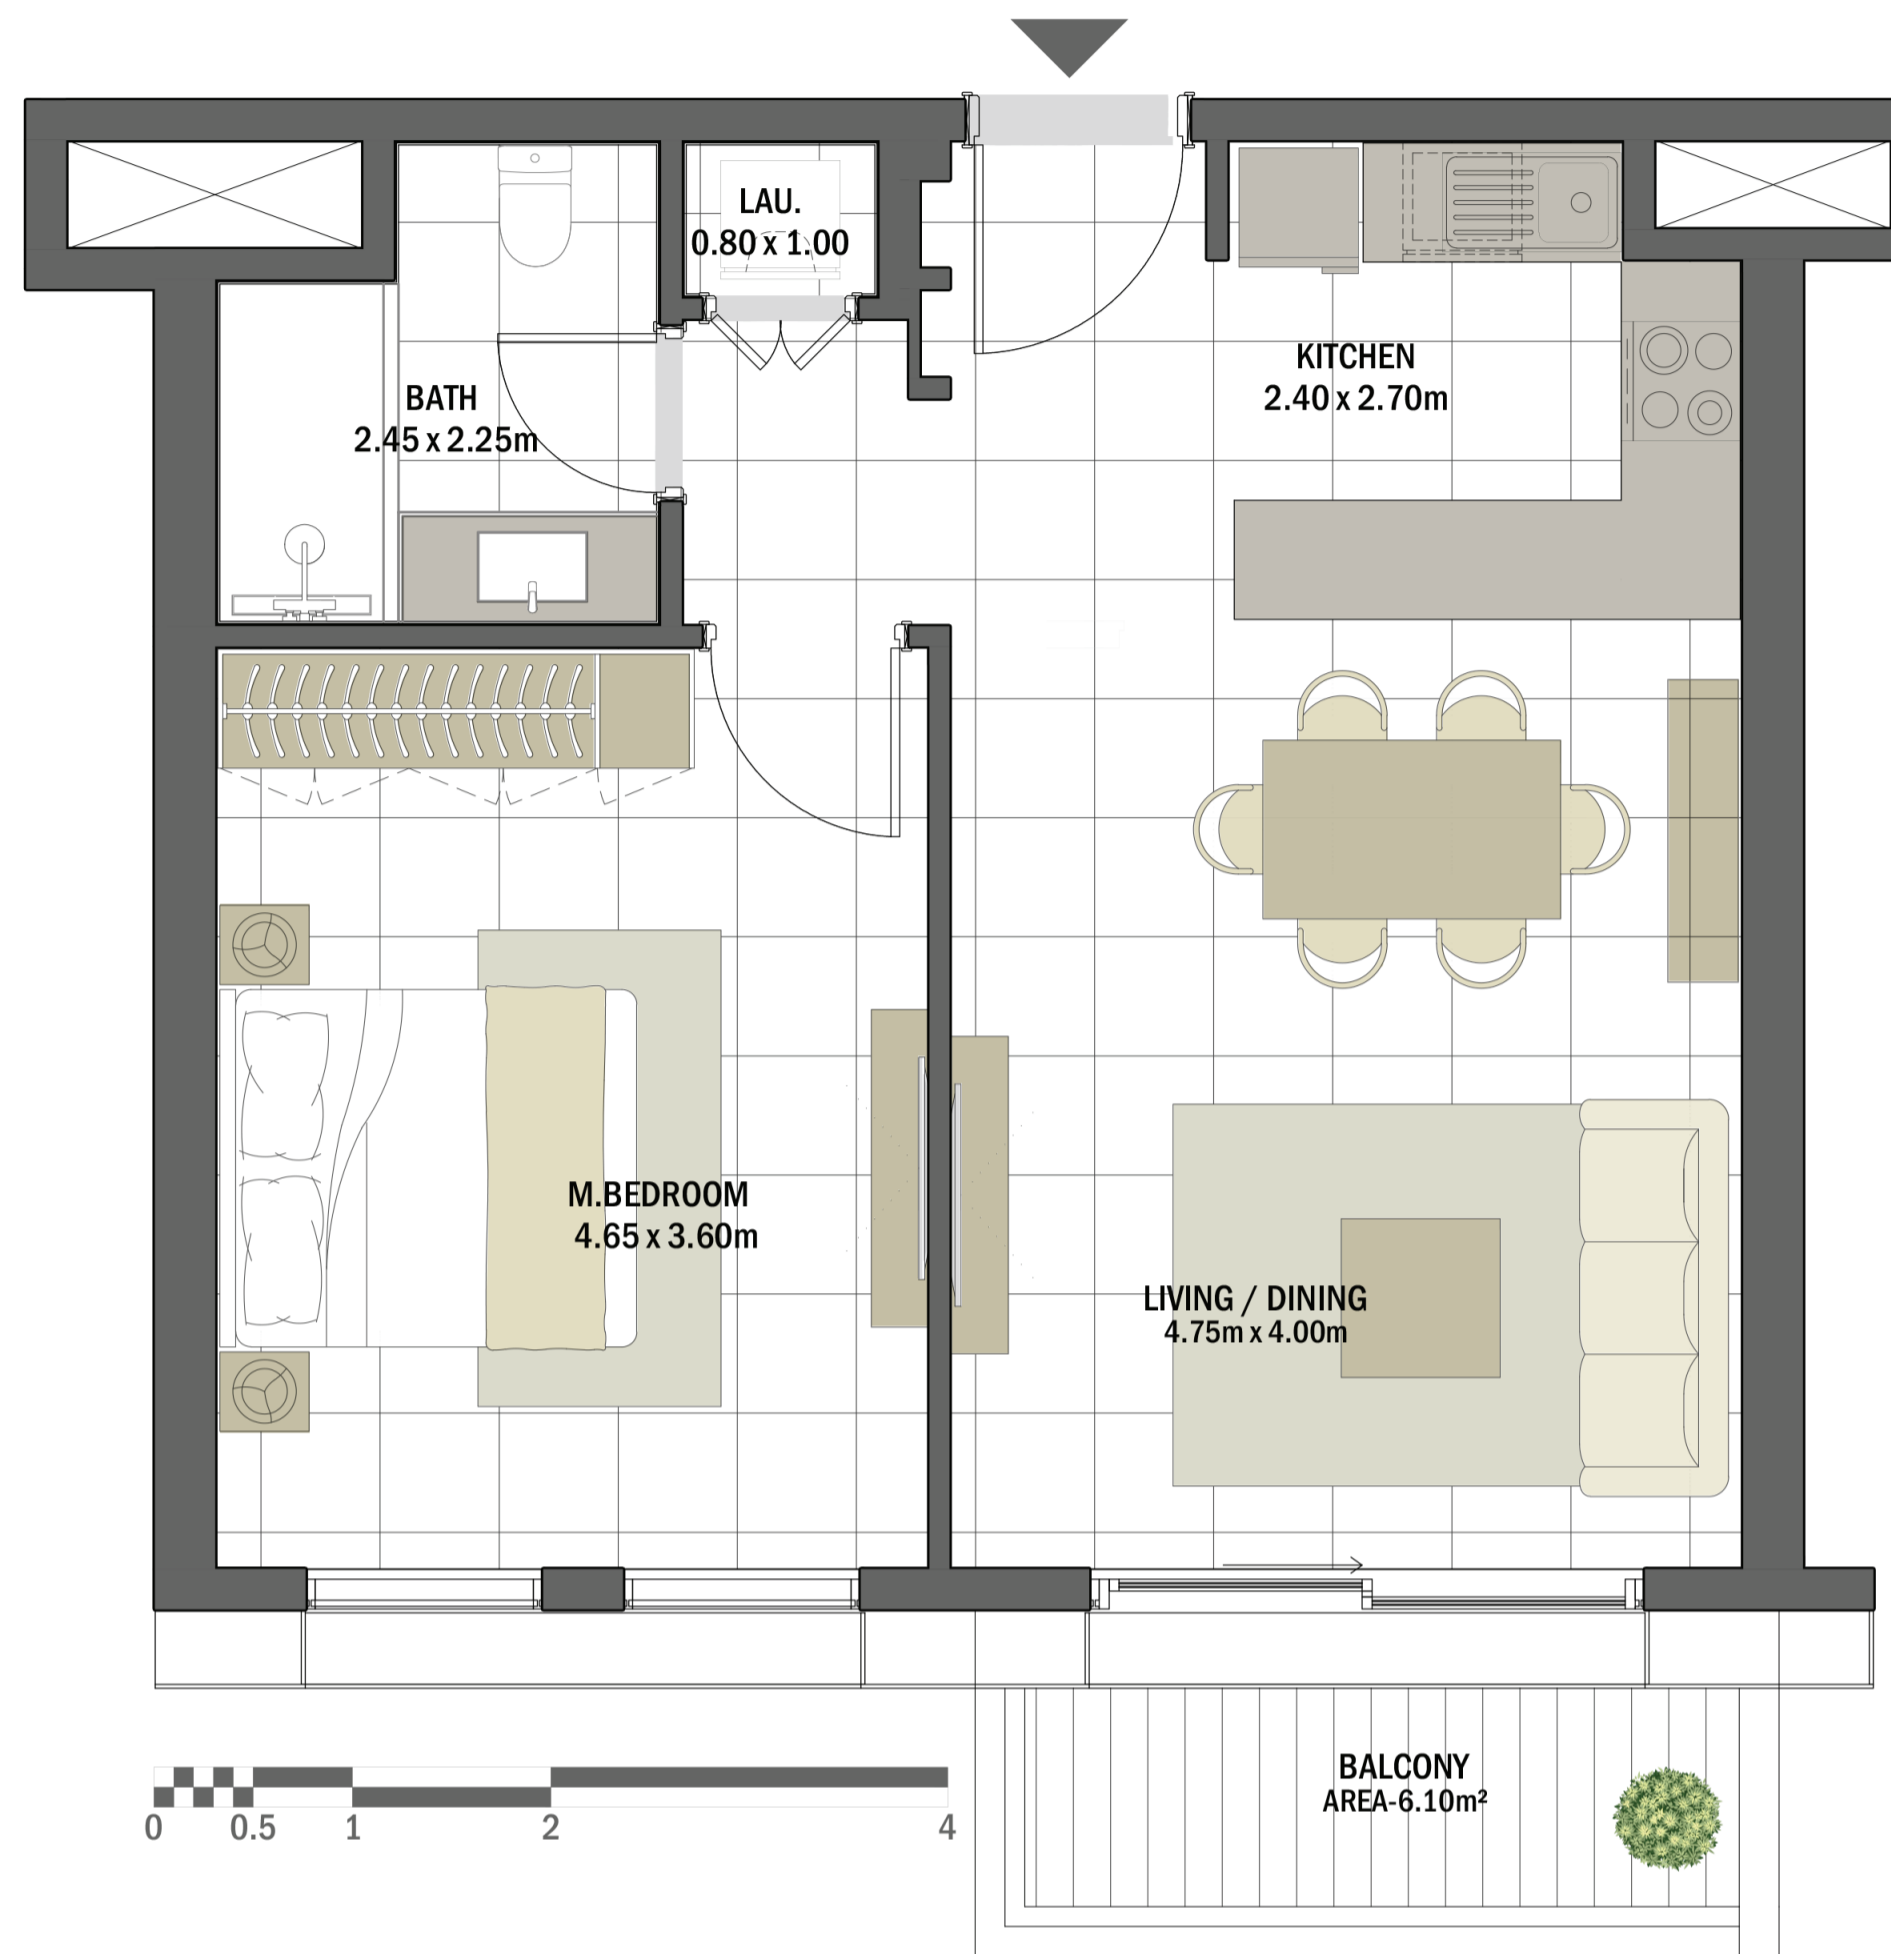 LAU.
0.80 x 1.00
KITCHEN
2.40 x 2.70m
BATH
2.45 x 2.25m
M.BEDROOM
4.65 x 3.60m
LIVING / DINING
4.75m x 4.00m
BALCONY
AREA-6.10m²
0 0.5 1 2 4